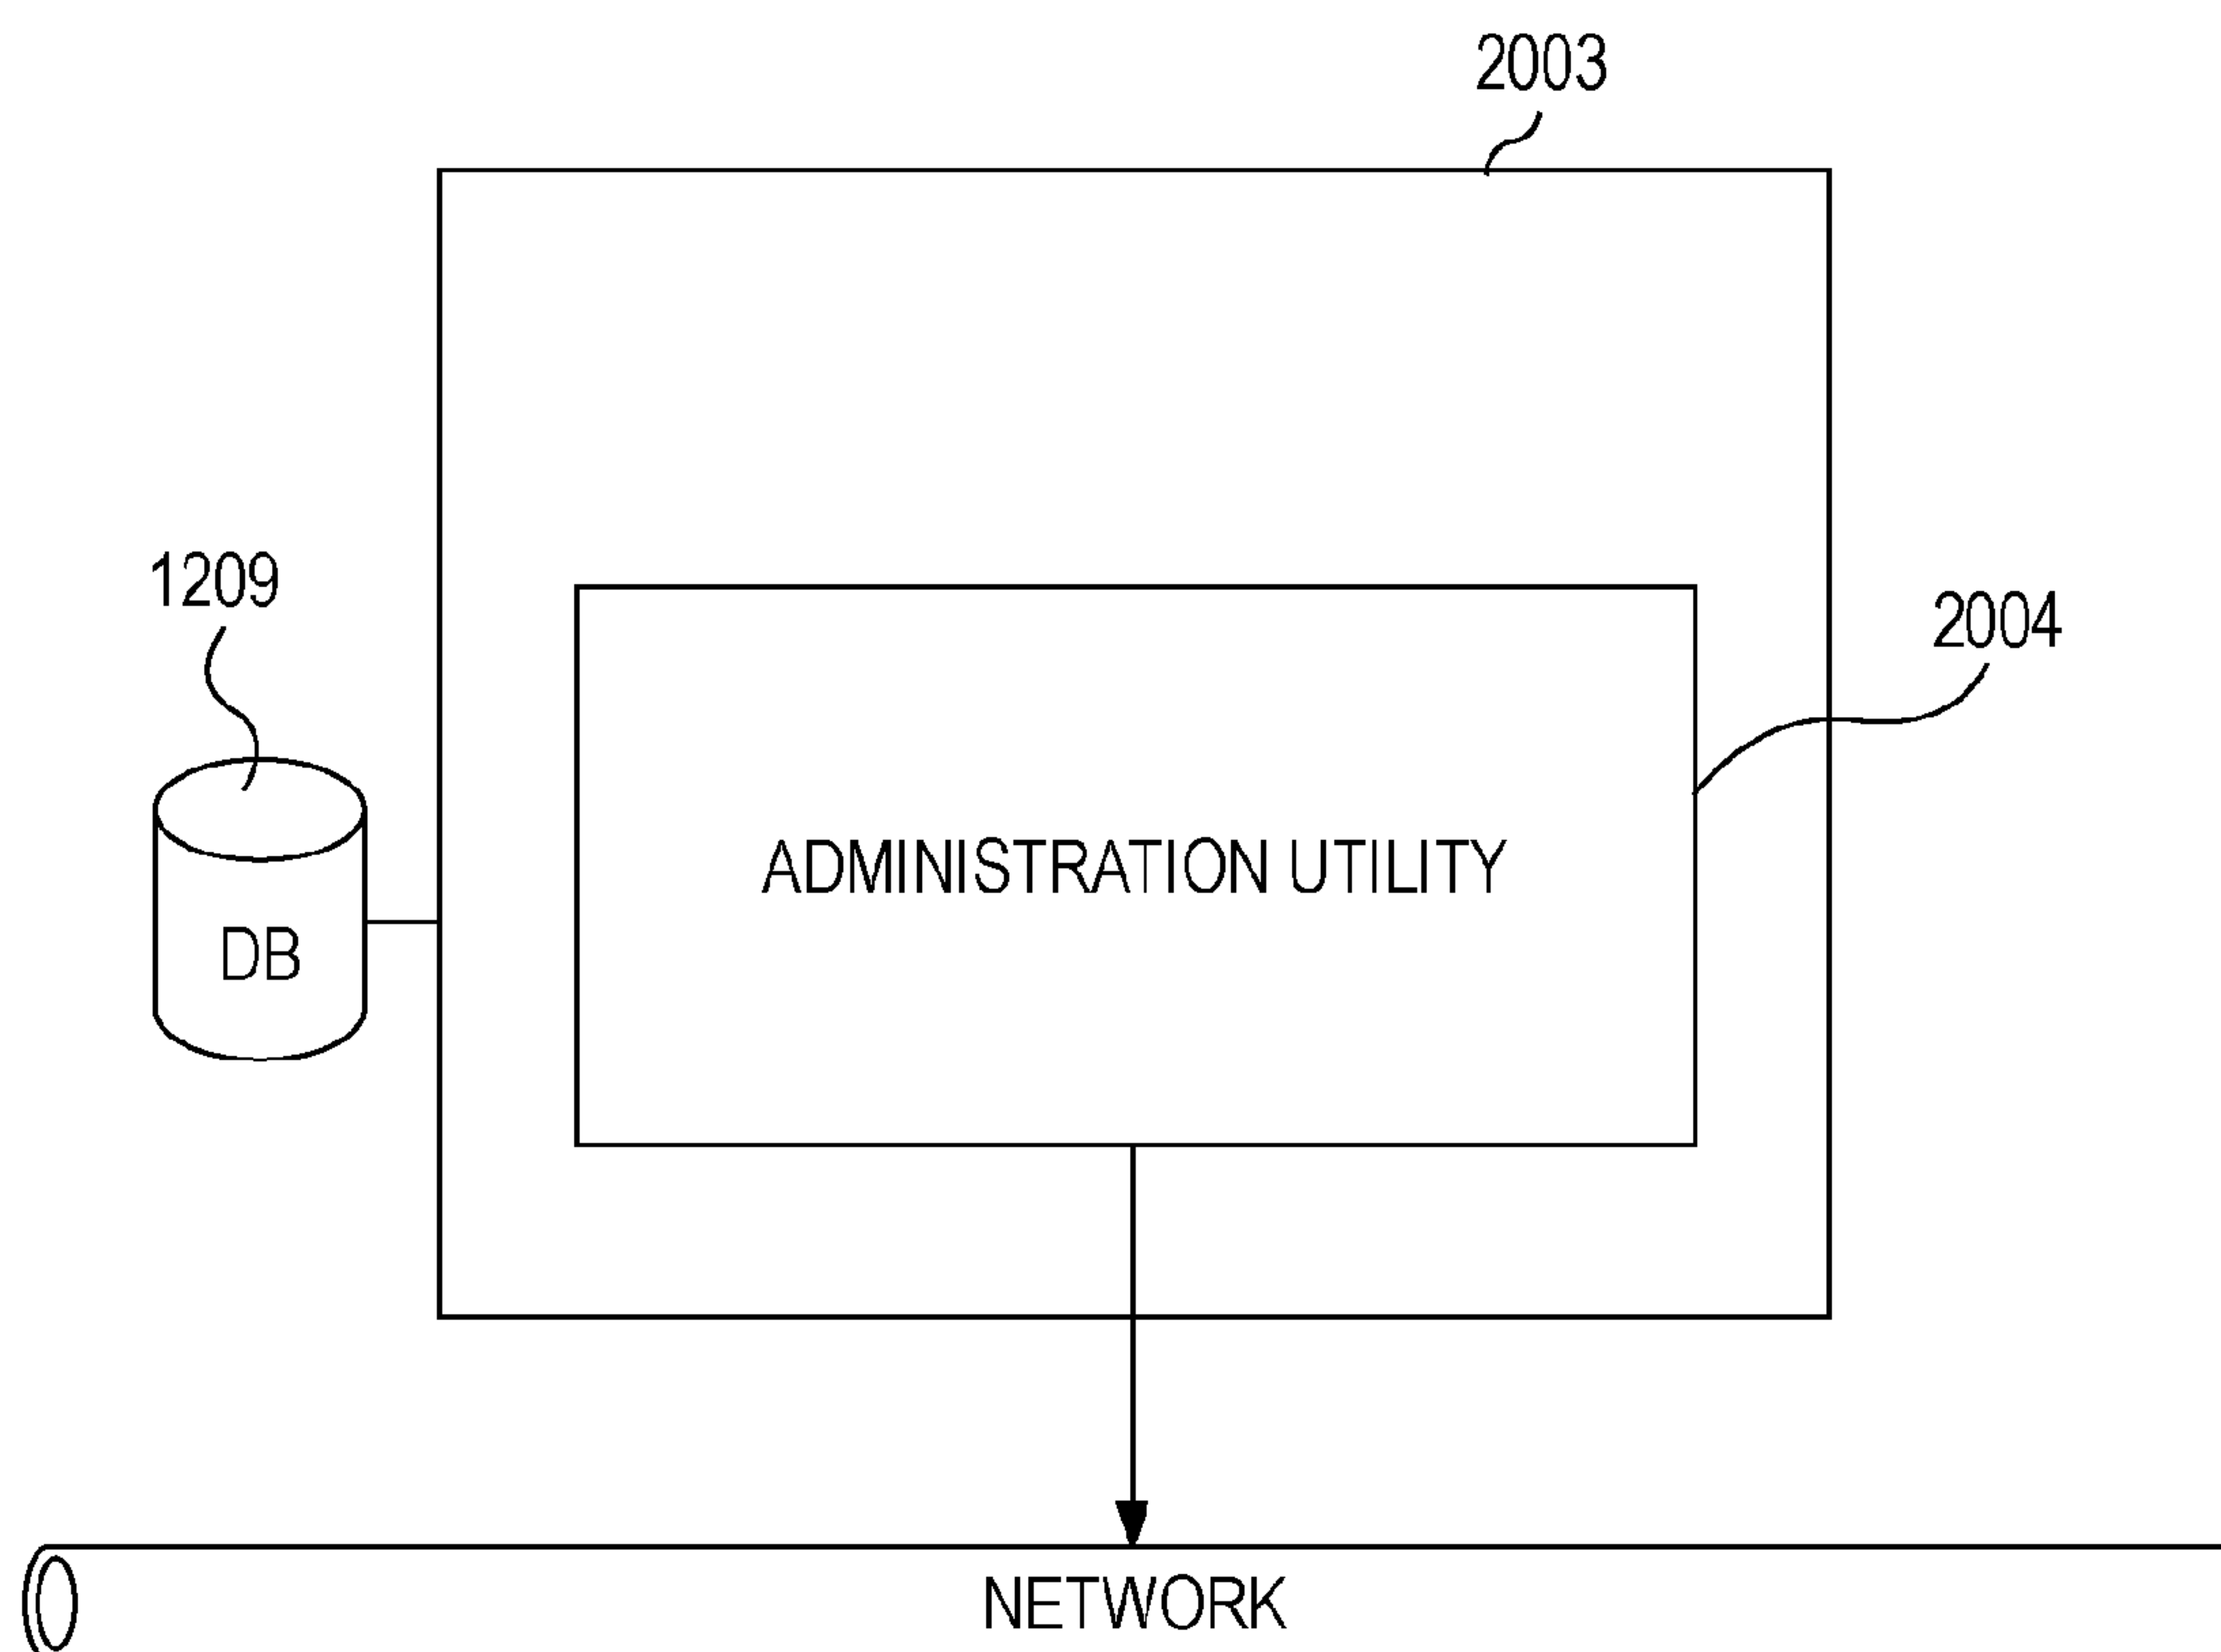 2003
1209
2004
ADMINISTRATION UTILITY
DB
NETWORK